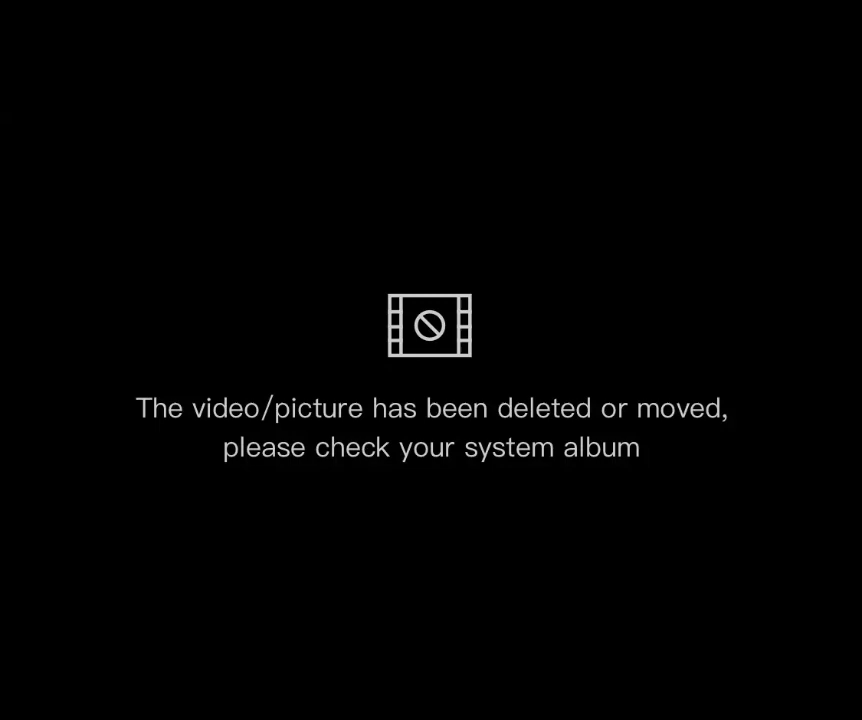 The video/picture has been deleted or moved,
please check your system album